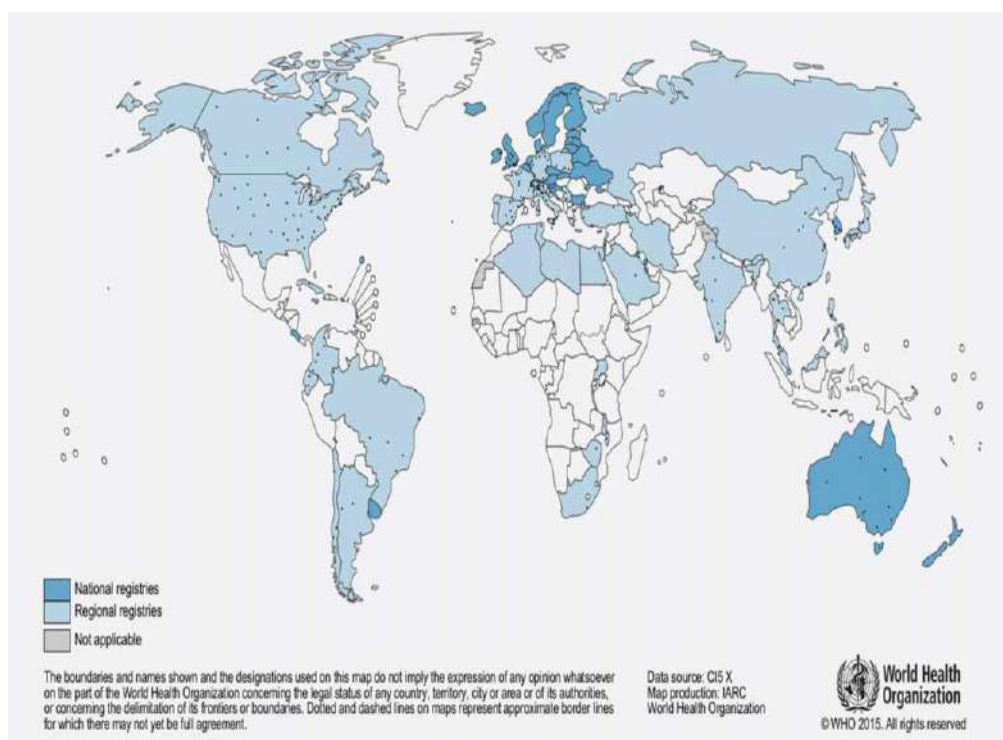 National registries
Regional registries
Not applicable
The boundaries and names shown and the designations used on this map do not imply the expression of any opinion whatsoever
on the part of the World Health Organization concerning the legal status of any country, territory, city or area or of its authorities,
or concerning the delimitation of its frontiers or boundaries. Dotted and dashed lines on maps represent approximate border lines
for which there may not yet be full agreement.
Data source: CI5 X
Map production: IARC
World Health Organization
World Health
Organization
©WHO 2015. All rights reserved